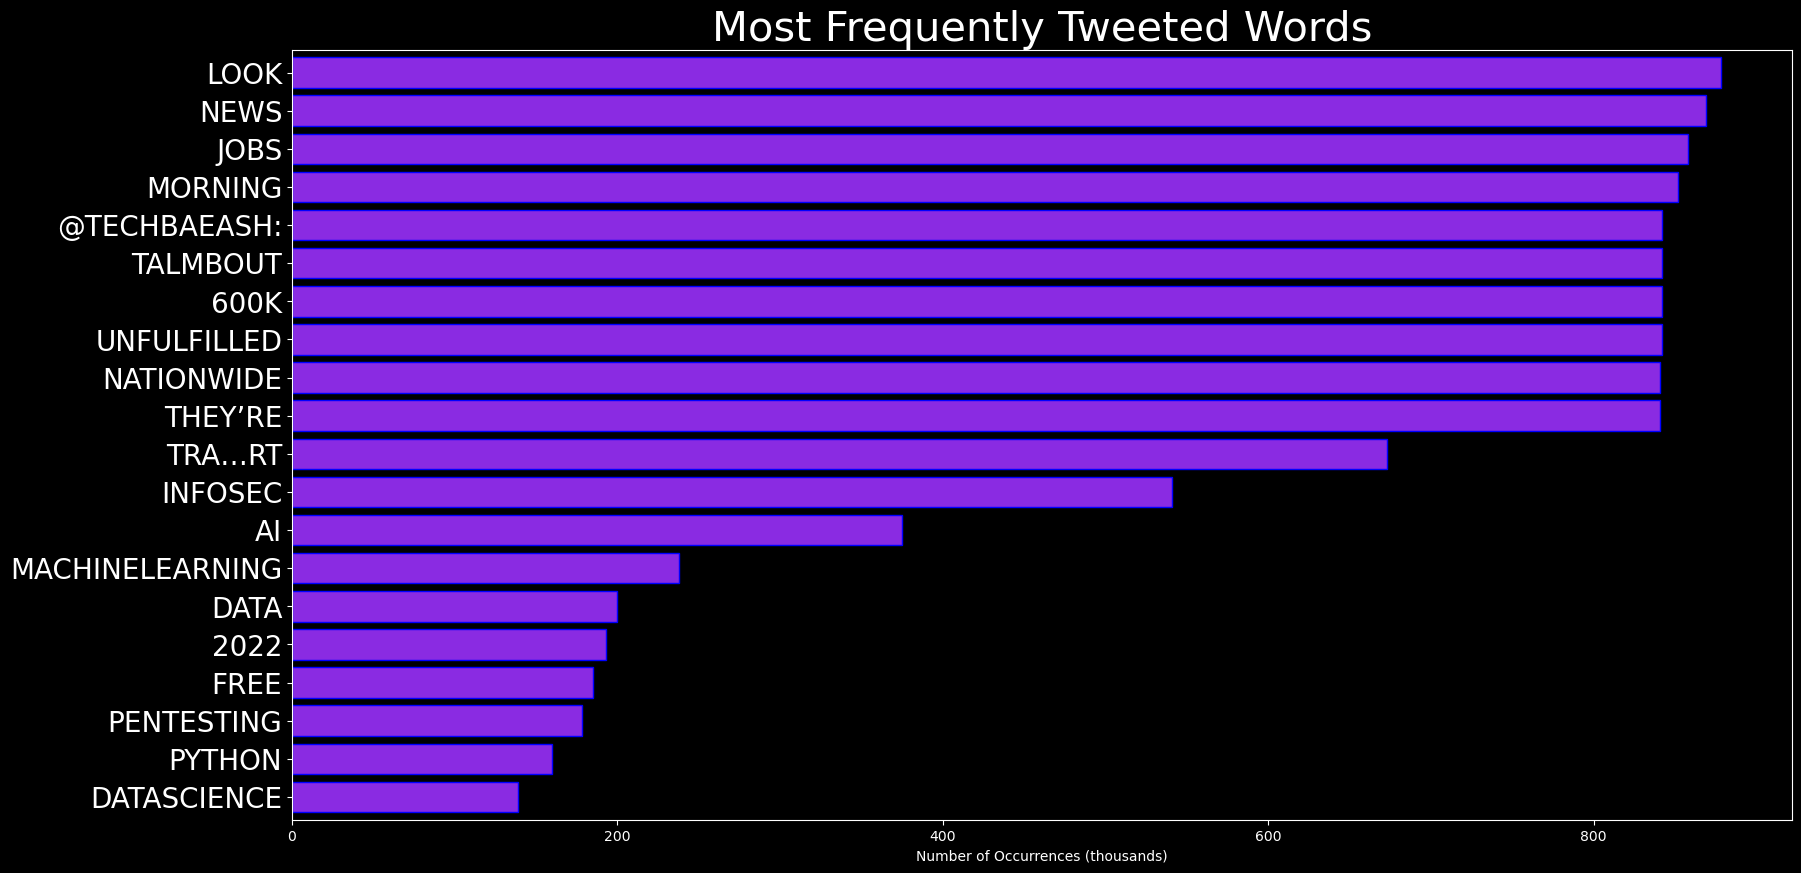 Most Frequently Tweeted Words
LOOK
NEWS
JOBS
MORNING
@TECHBAEASH:
TALMBOUT
600K
UNFULFILLED
NATIONWIDE
THEY’RE
TRA…RT
INFOSEC
AI
MACHINELEARNING
DATA
2022
FREE
PENTESTING
PYTHON
DATASCIENCE
0 200 400 600 800
Number of Occurrences (thousands)